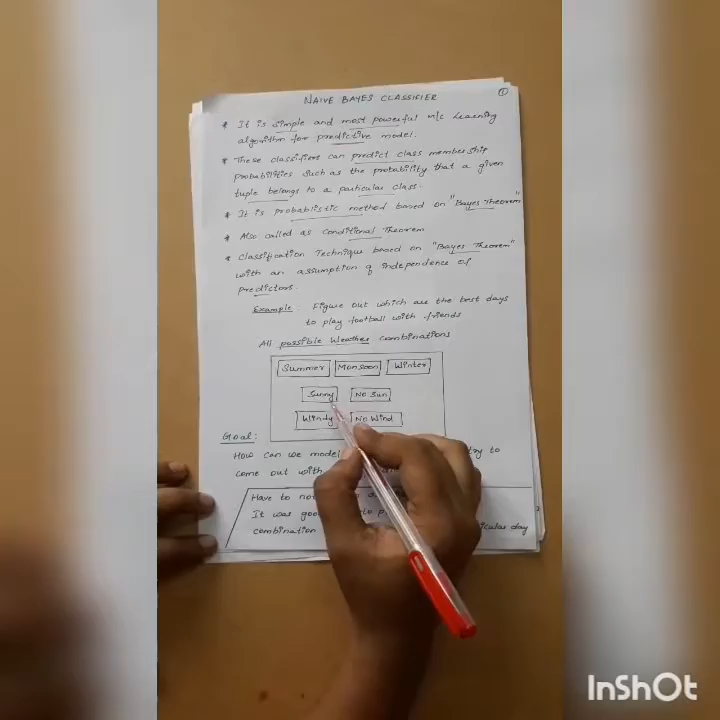 NAIVE BAYES CLASSIFIER ①
* It is simple and most powerful m/c learning
algorithm for predictive model.
* These classifiers can predict class membership
probabilities such as the probability that a given
tuple belongs to a particular class.
* It is probabilistic method based on "Bayes Theorem"
* Also called as Conditional Theorem
* Classification Technique based on "Bayes Theorem"
with an assumption of independence of
predictors.
Example Figure out which are the best days
to play football with friends
All possible Weather combinations
Summer Monsoon Winter
Sunny No Sun
Windy No Wind
Goal:
How can we model try to
come out with
Have to
It was
combination day
InShOt